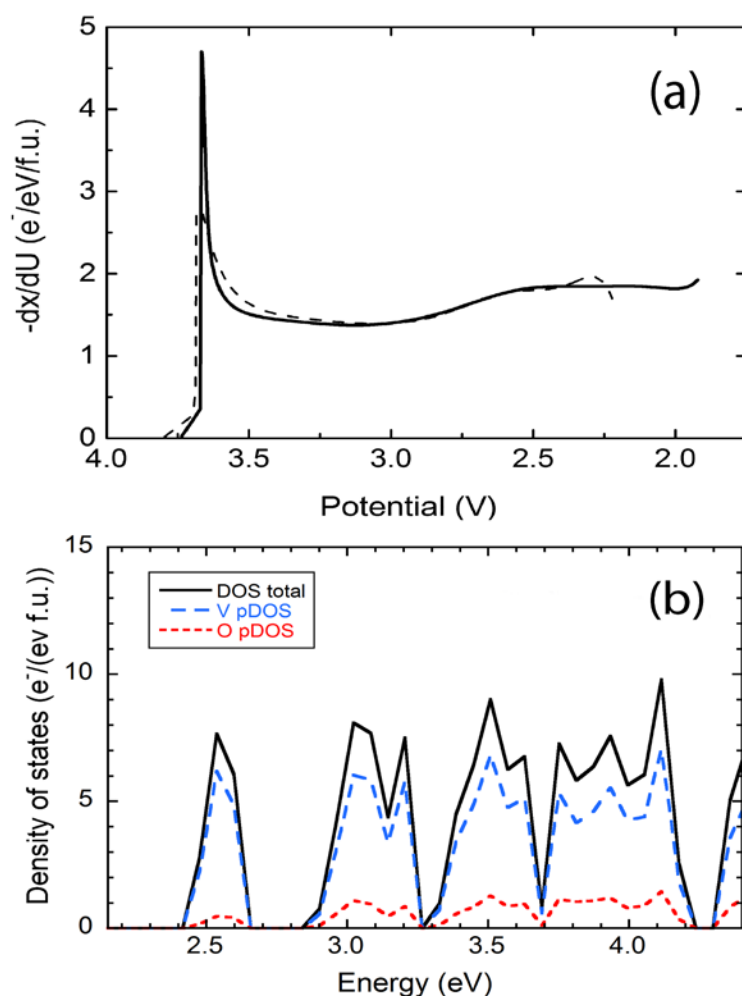 (a)
5
4
3
2
1
0
-dx/dU (e⁻/eV/f.u.)
4.0 3.5 3.0 2.5 2.0
Potential (V)
(b)
15
10
5
0
Density of states (e⁻/(ev f.u.))
DOS total
V pDOS
O pDOS
2.5 3.0 3.5 4.0
Energy (eV)